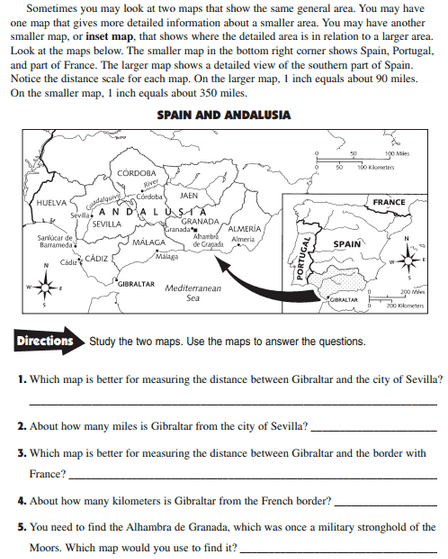 Sometimes you may look at two maps that show the same general area. You may have
one map that gives more detailed information about a smaller area. You may have another
smaller map, or inset map, that shows where the detailed area is in relation to a larger area.
Look at the maps below. The smaller map in the bottom right corner shows Spain, Portugal,
and part of France. The larger map shows a detailed view of the southern part of Spain.
Notice the distance scale for each map. On the larger map, 1 inch equals about 90 miles.
On the smaller map, 1 inch equals about 350 miles.
SPAIN AND ANDALUSIA
0 50 100 Miles
0 50 100 Kilometers
CÓRDOBA
River
Guadalquivir
Córdoba
JAEN
HUELVA
Sevilla
ANDALUSIA
SEVILLA
GRANADA
Granada
Alhambra
de Granada
ALMERÍA
Almeria
Sanlúcar de
Barrameda
MÁLAGA
Málaga
Cádiz
CÁDIZ
GIBRALTAR
Mediterranean
Sea
N
W
E
S
FRANCE
PORTUGAL
SPAIN
N
W
E
S
GIBRALTAR
0 200 Miles
0 200 Kilometers
Directions Study the two maps. Use the maps to answer the questions.
1. Which map is better for measuring the distance between Gibraltar and the city of Sevilla?
2. About how many miles is Gibraltar from the city of Sevilla?
3. Which map is better for measuring the distance between Gibraltar and the border with
France?
4. About how many kilometers is Gibraltar from the French border?
5. You need to find the Alhambra de Granada, which was once a military stronghold of the
Moors. Which map would you use to find it?